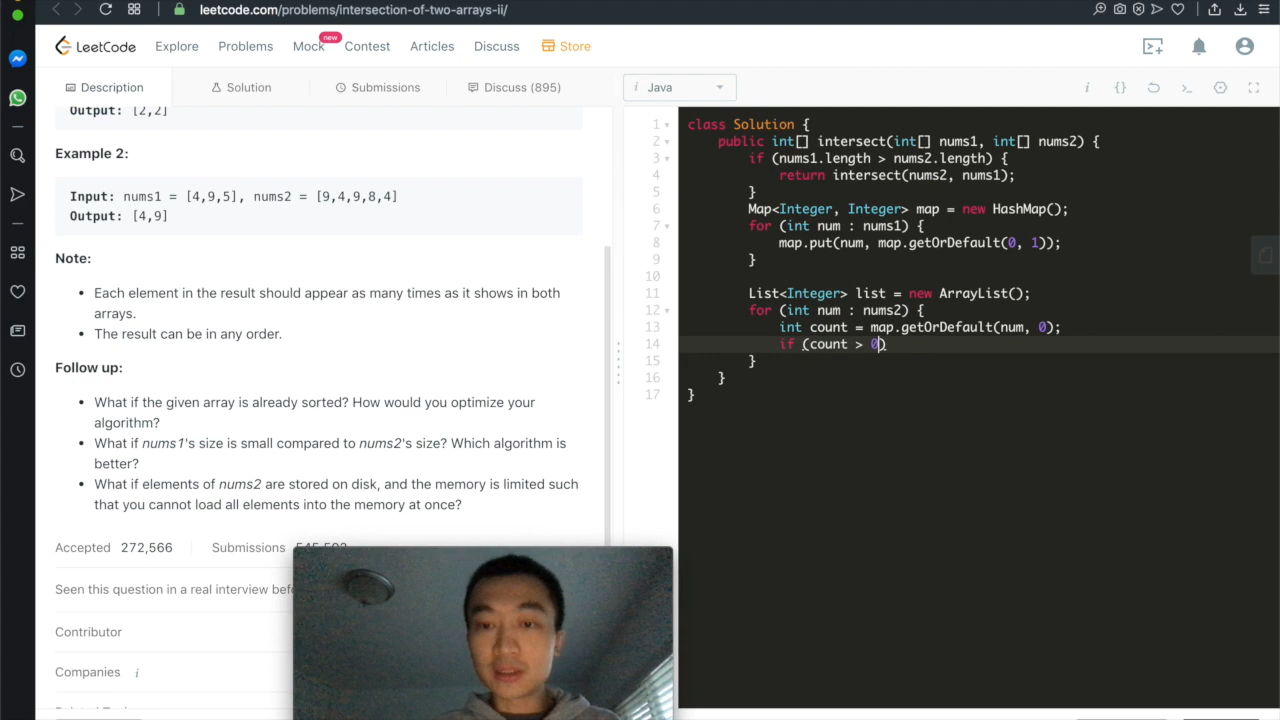 leetcode.com/problems/intersection-of-two-arrays-ii/
LeetCode Explore Problems Mock new Contest Articles Discuss Store
Description Solution Submissions Discuss (895)
i Java
Output: [2,2]
Example 2:
Input: nums1 = [4,9,5], nums2 = [9,4,9,8,4]
Output: [4,9]
Note:
• Each element in the result should appear as many times as it shows in both
arrays.
• The result can be in any order.
Follow up:
• What if the given array is already sorted? How would you optimize your
algorithm?
• What if nums1's size is small compared to nums2's size? Which algorithm is
better?
• What if elements of nums2 are stored on disk, and the memory is limited such
that you cannot load all elements into the memory at once?
Accepted 272,566 Submissions
Seen this question in a real interview
Contributor
Companies i
1 class Solution {
2 public int[] intersect(int[] nums1, int[] nums2) {
3 if (nums1.length > nums2.length) {
4 return intersect(nums2, nums1);
5 }
6 Map<Integer, Integer> map = new HashMap();
7 for (int num : nums1) {
8 map.put(num, map.getOrDefault(0, 1));
9 }
10
11 List<Integer> list = new ArrayList();
12 for (int num : nums2) {
13 int count = map.getOrDefault(num, 0);
14 if (count > 0)
15 }
16 }
17 }